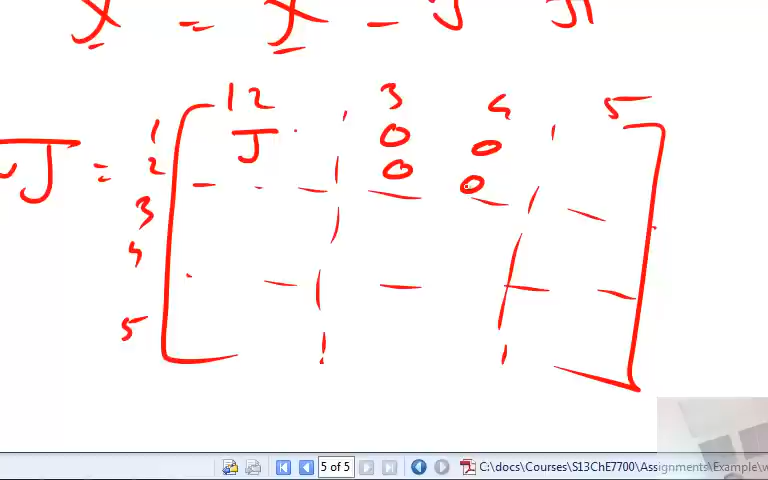 x = x - J
1 2 3 4 5
1 J 0 0
J = 2 0 0
3
4
5
5 of 5 C:\docs\Courses\S13ChE7700\Assignments\Example\w